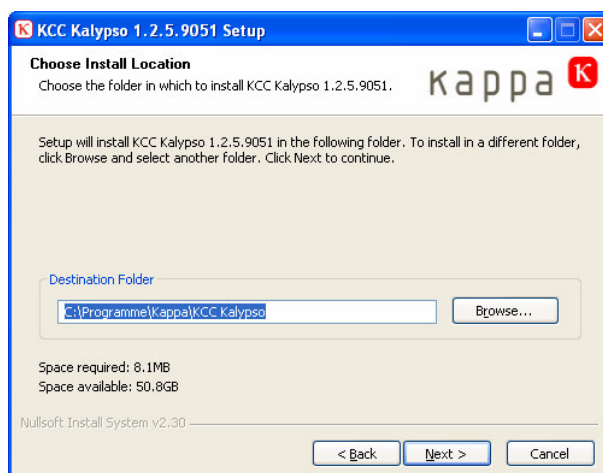 KCC Kalypso 1.2.5.9051 Setup
Choose Install Location
Choose the folder in which to install KCC Kalypso 1.2.5.9051.
kappa K
Setup will install KCC Kalypso 1.2.5.9051 in the following folder. To install in a different folder,
click Browse and select another folder. Click Next to continue.
Destination Folder
C:\Programme\Kappa\KCC Kalypso
Browse...
Space required: 8.1MB
Space available: 50.8GB
Nullsoft Install System v2.30
< Back Next > Cancel